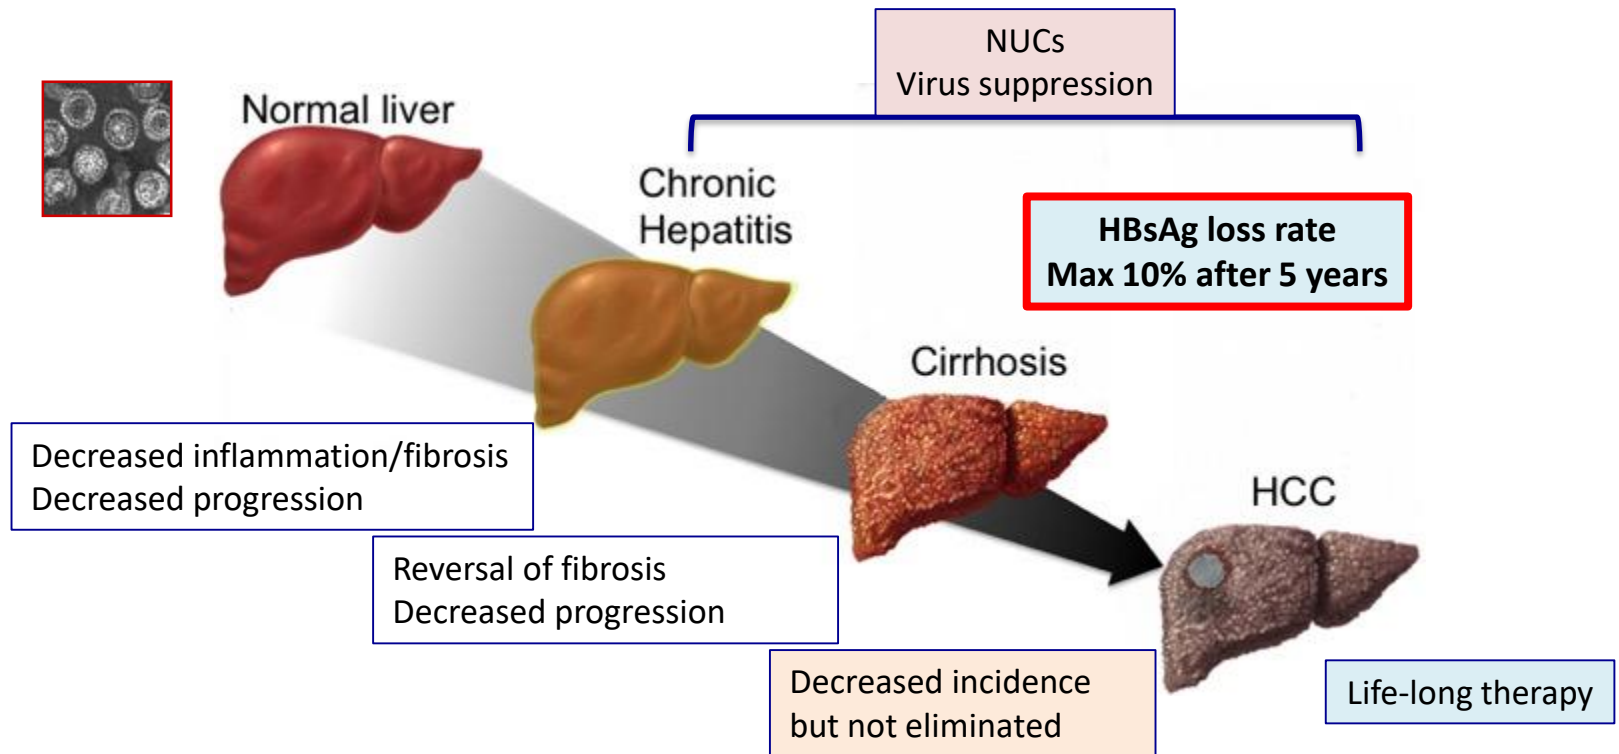 NUCs
Virus suppression
Normal liver
Chronic
Hepatitis
HBsAg loss rate
Max 10% after 5 years
Cirrhosis
Decreased inflammation/fibrosis
Decreased progression
HCC
Reversal of fibrosis
Decreased progression
Decreased incidence
but not eliminated
Life-long therapy